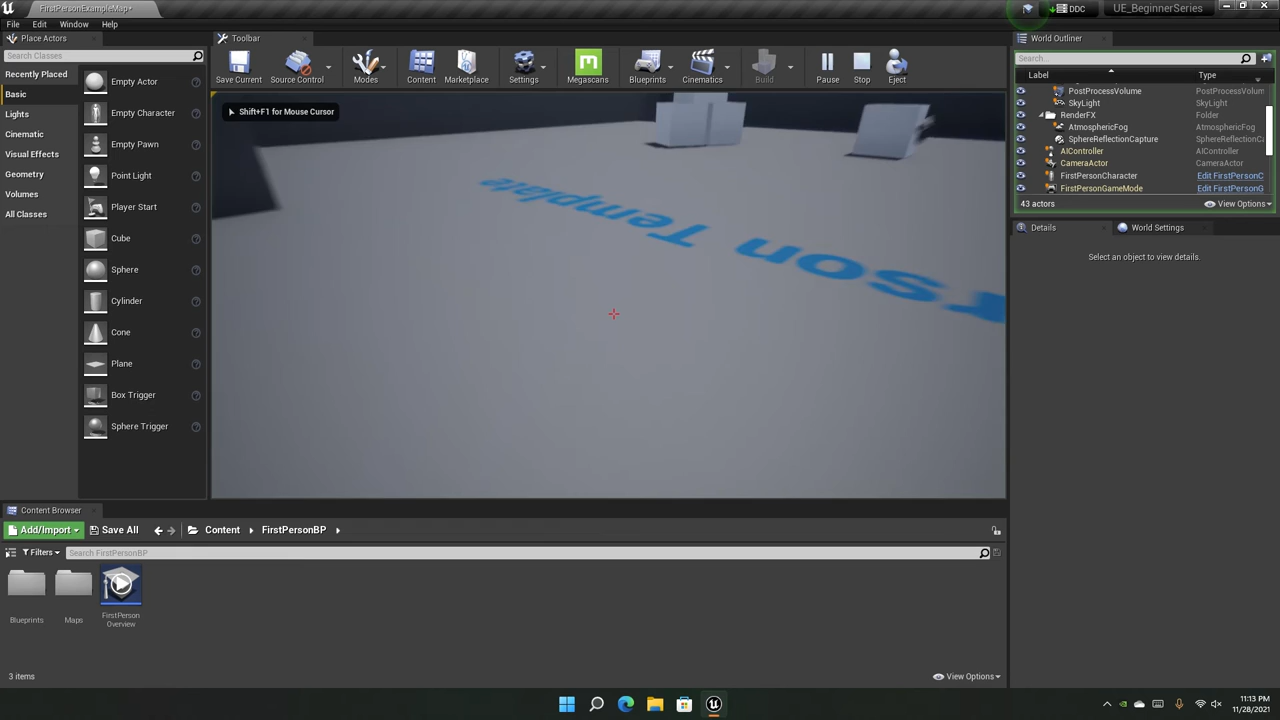 FirstPersonExampleMap*
DDC
UE_BeginnerSeries
File Edit Window Help
Place Actors
Search Classes
Recently Placed
Basic
Lights
Cinematic
Visual Effects
Geometry
Volumes
All Classes
Empty Actor
Empty Character
Empty Pawn
Point Light
Player Start
Cube
Sphere
Cylinder
Cone
Plane
Box Trigger
Sphere Trigger
Toolbar
Save Current
Source Control
Modes
Content
Marketplace
Settings
Megascans
Blueprints
Cinematics
Build
Pause
Stop
Eject
Shift+F1 for Mouse Cursor
Template
World Outliner
Search...
Label Type
PostProcessVolume PostProcessVolum
SkyLight SkyLight
RenderFX Folder
AtmosphericFog AtmosphericFog
SphereReflectionCapture SphereReflectionCa
AIController AIController
CameraActor CameraActor
FirstPersonCharacter Edit FirstPersonC
FirstPersonGameMode Edit FirstPersonG
43 actors View Options
Details World Settings
Select an object to view details.
Content Browser
Add/Import Save All Content FirstPersonBP
Filters Search FirstPersonBP
Blueprints
Maps
FirstPerson
Overview
3 items View Options
11:13 PM
11/28/2021